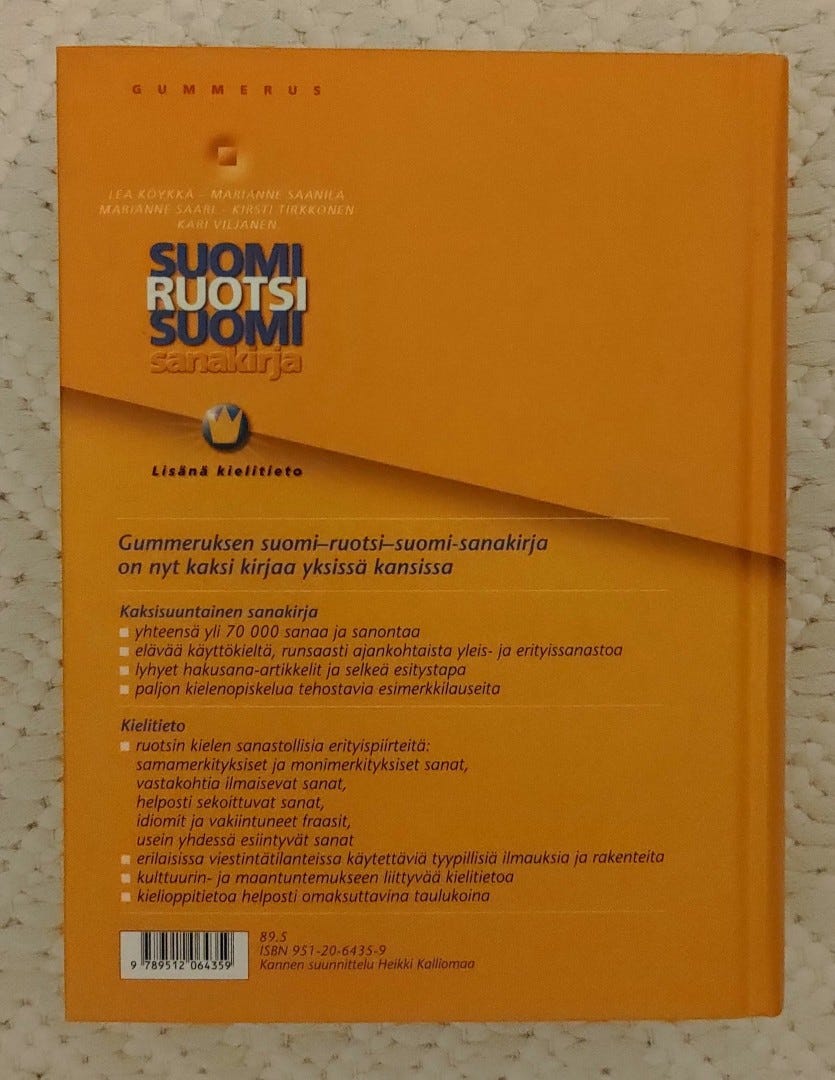 GUMMERUS
LEA KÖYKKÄ – MARIANNE SAANILA
MARIANNE SAARI – KIRSTI TIRKKONEN
KARI VILJANEN
SUOMI
RUOTSI
SUOMI
sanakirja
Lisänä kielitieto
Gummeruksen suomi–ruotsi–suomi-sanakirja
on nyt kaksi kirjaa yksissä kansissa
Kaksisuuntainen sanakirja
yhteensä yli 70 000 sanaa ja sanontaa
elävää käyttökieltä, runsaasti ajankohtaista yleis- ja erityissanastoa
lyhyet hakusana-artikkelit ja selkeä esitystapa
paljon kielenopiskelua tehostavia esimerkkilauseita
Kielitieto
ruotsin kielen sanastollisia erityispiirteitä:
samamerkityksiset ja monimerkityksiset sanat,
vastakohtia ilmaisevat sanat,
helposti sekoittuvat sanat,
idiomit ja vakiintuneet fraasit,
usein yhdessä esiintyvät sanat
erilaisissa viestintätilanteissa käytettäviä tyypillisiä ilmauksia ja rakenteita
kulttuurin- ja maantuntemukseen liittyvää kielitietoa
kielioppitietoa helposti omaksuttavina taulukoina
89.5
ISBN 951-20-6435-9
Kannen suunnittelu Heikki Kalliomaa
9 789512 064359